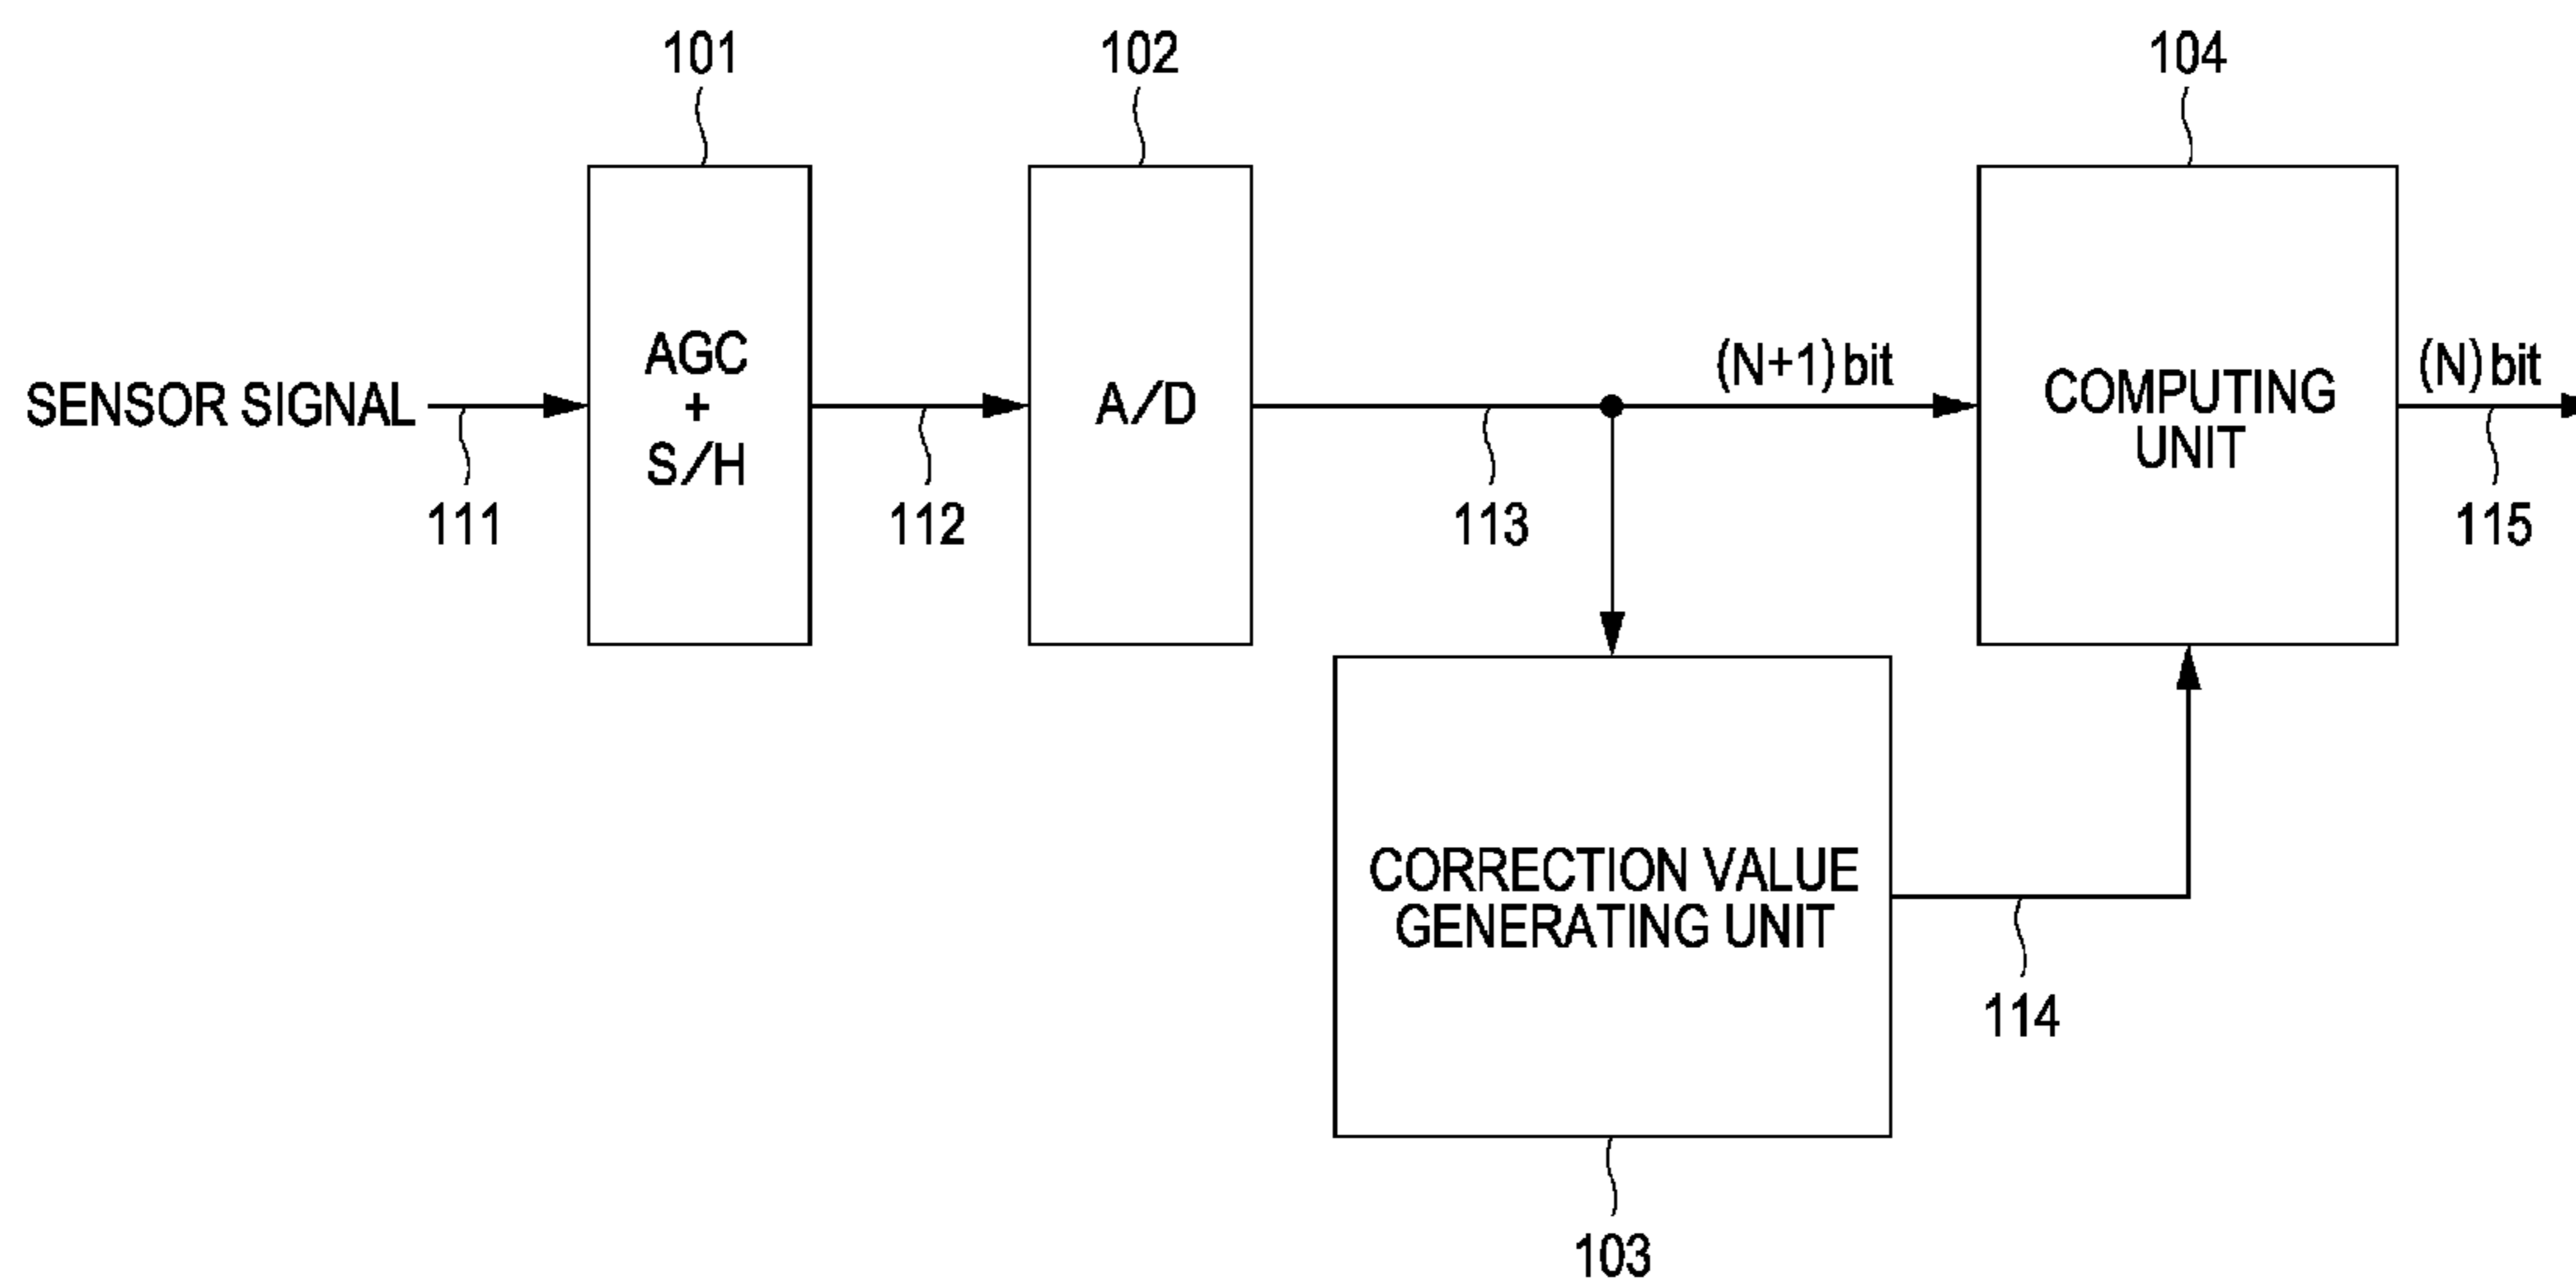 101
102
104
SENSOR SIGNAL
AGC
+
S/H
A/D
(N+1) bit
COMPUTING
UNIT
(N) bit
111
112
113
115
CORRECTION VALUE
GENERATING UNIT
114
103